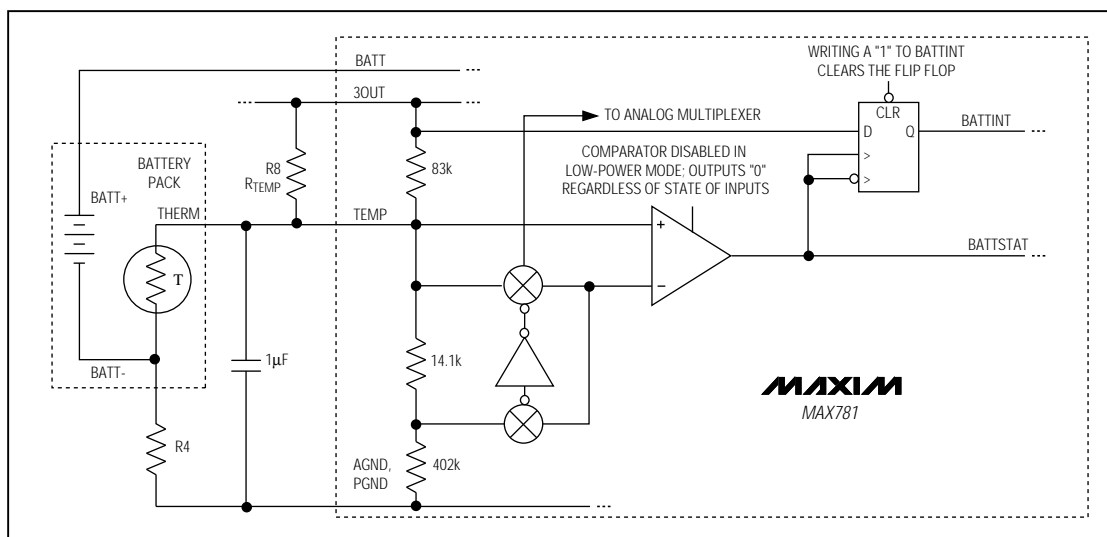 WRITING A "1" TO BATTINT
CLEARS THE FLIP FLOP
BATT
3OUT
TO ANALOG MULTIPLEXER
CLR
D
Q
BATTINT
COMPARATOR DISABLED IN
LOW-POWER MODE; OUTPUTS "0"
REGARDLESS OF STATE OF INPUTS
>
>
BATTERY
PACK
R8
RTEMP
83k
BATT+
THERM
TEMP
+
−
BATTSTAT
T
1µF
14.1k
BATT-
MAXIM
MAX781
R4
AGND,
PGND
402k